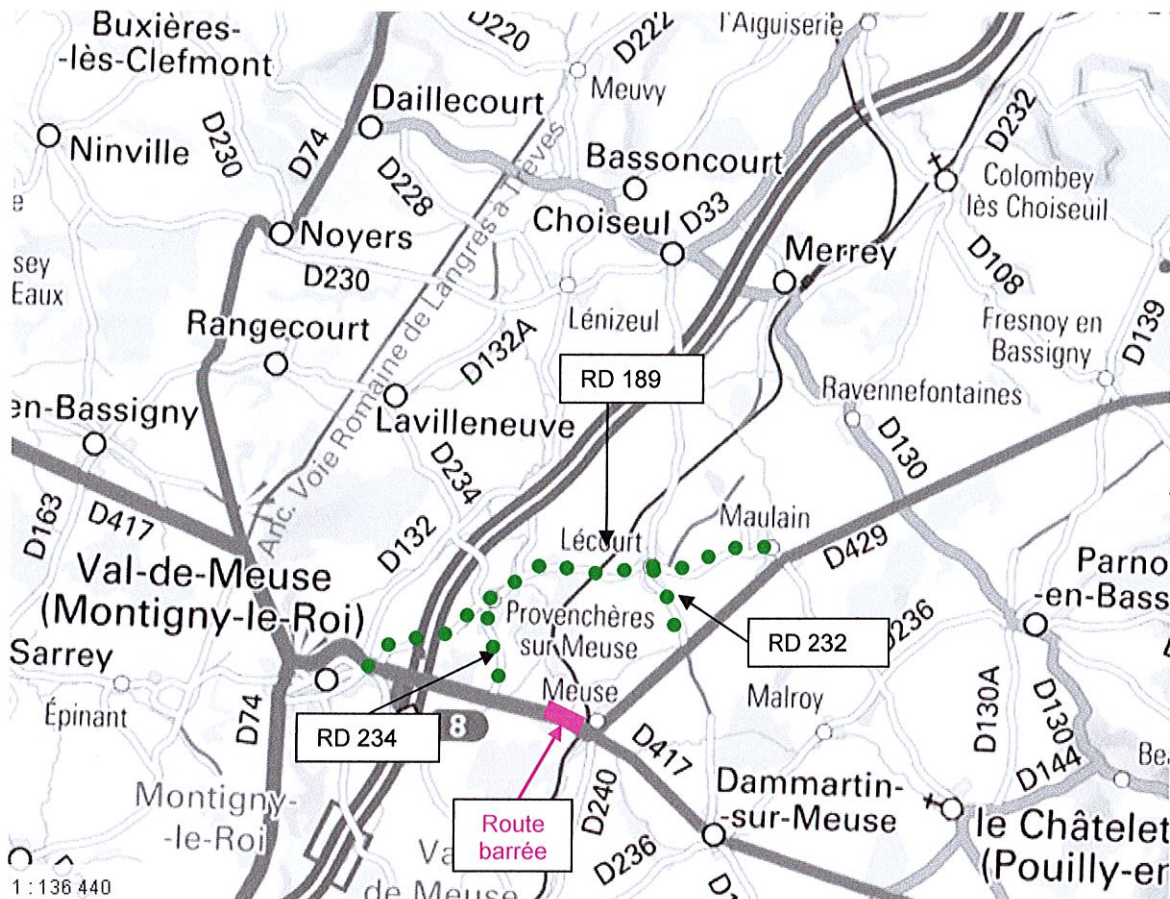 Buxières-
-lès-Clefmont
D220
D222
l'Aiguiserie
Meuvy
Daillecourt
D232
Ninville
D230
D74
D228
Bassoncourt
Colombey
lès Choiseuil
Noyers
Choiseul
D33
Merrey
D230
D108
sey
Eaux
Anc. Voie Romaine de Langres à Trèves
Lénizeul
Fresnoy en
Bassigny
D139
Rangecourt
D132A
RD 189
Ravennefontaines
en-Bassigny
Lavilleneuve
D234
D130
D163
D417
D132
Lécourt
Maulain
D429
Val-de-Meuse
(Montigny-le-Roi)
Parno
-en-Bass
Provenchères
sur Meuse
RD 232
D236
Sarrey
Épinant
D74
RD 234
8
Meuse
Malroy
D130A
D130
D417
D144
Bea
Montigny-
-le-Roi
Route
barrée
D240
Dammartin-
-sur-Meuse
le Châtelet
(Pouilly-en
D236
Va
de Meuse
D1
1 : 136 440